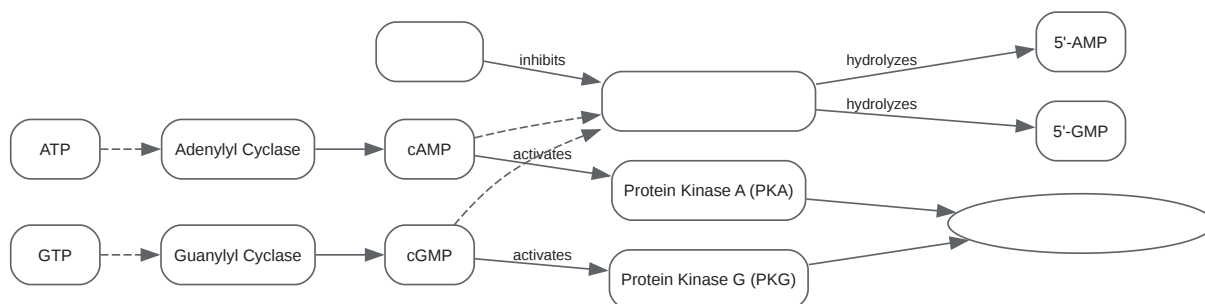 5'-AMP
inhibits
hydrolyzes
hydrolyzes
5'-GMP
ATP
Adenylyl Cyclase
cAMP
activates
Protein Kinase A (PKA)
GTP
Guanylyl Cyclase
cGMP
activates
Protein Kinase G (PKG)